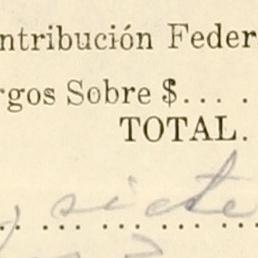 ntribución Feder
rgos Sobre $....
TOTAL.
y siete